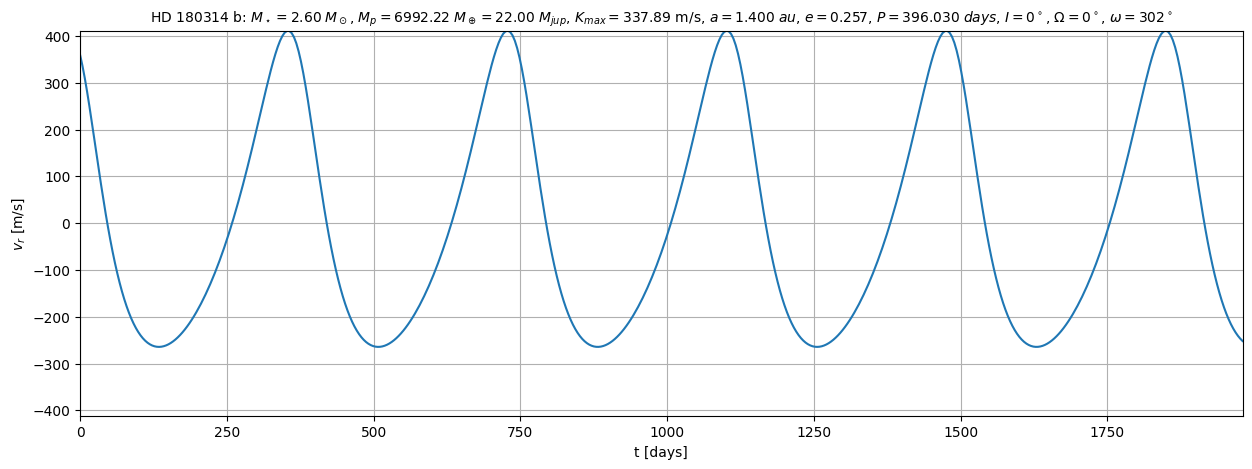 HD 180314 b: M⋆ = 2.60 M⊙, Mp = 6992.22 M⊕ = 22.00 Mjup, Kmax = 337.89 m/s, a = 1.400 au, e = 0.257, P = 396.030 days, I = 0°, Ω = 0°, ω = 302°
400
300
200
100
0
−100
−200
−300
−400
vr [m/s]
0 250 500 750 1000 1250 1500 1750
t [days]